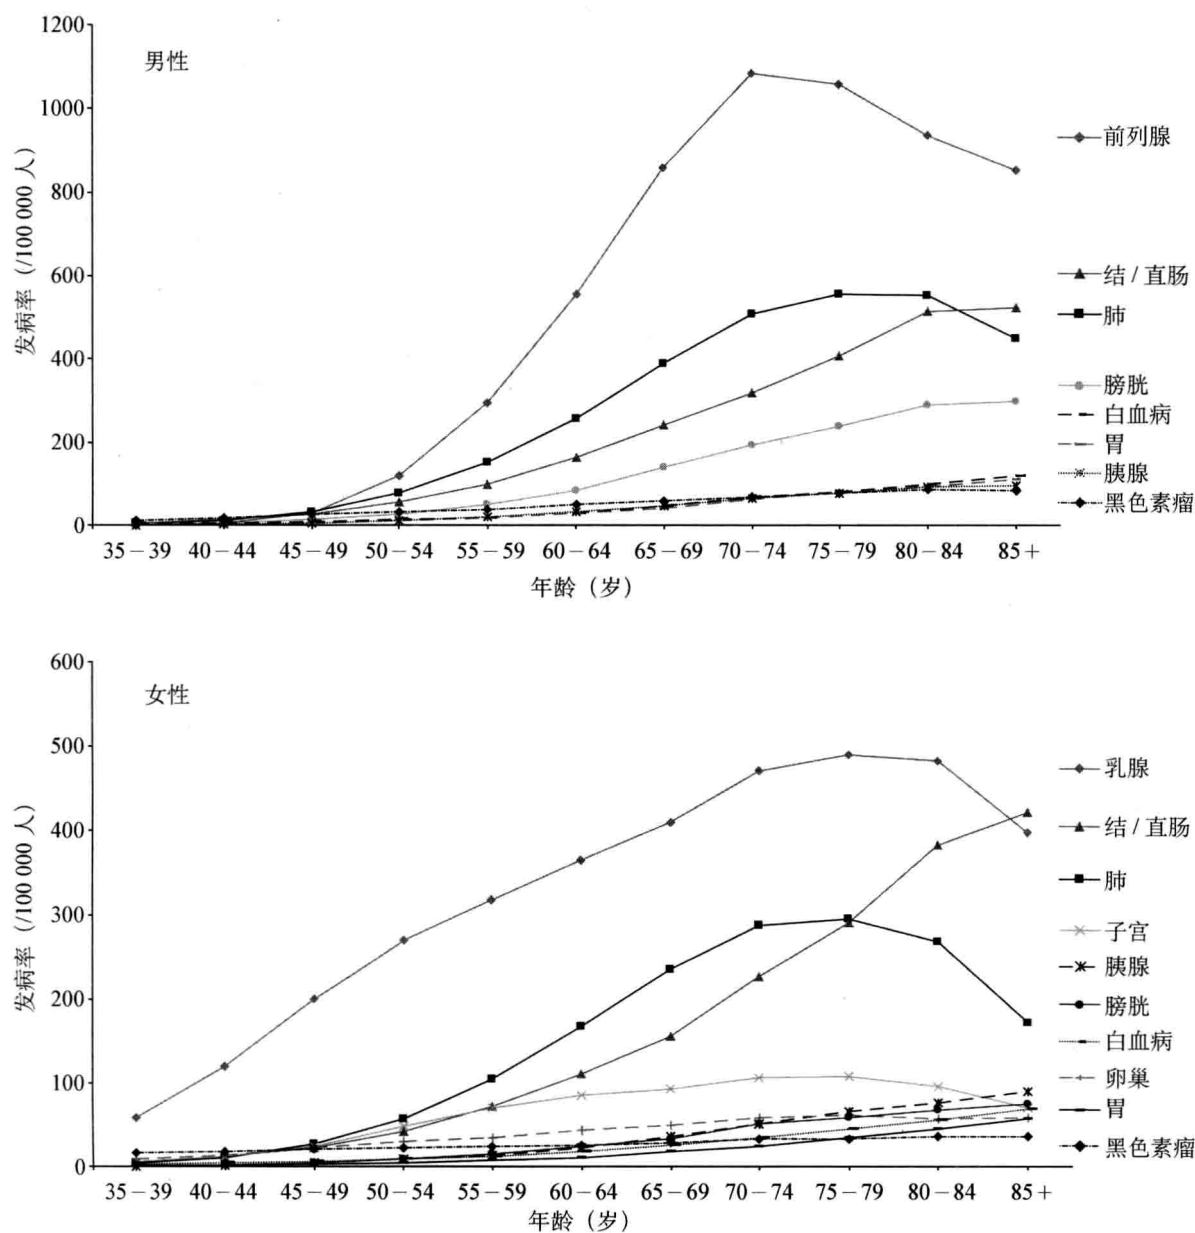 1200
男性
1000
前列腺
800
600
结/直肠
肺
400
膀胱
白血病
200
胃
胰腺
黑色素瘤
0
发病率（/100 000 人）
35－39 40－44 45－49 50－54 55－59 60－64 65－69 70－74 75－79 80－84 85+
年龄（岁）
600
女性
500
乳腺
400
结/直肠
肺
300
子宫
胰腺
200
膀胱
白血病
100
卵巢
胃
黑色素瘤
0
发病率（/100 000 人）
35－39 40－44 45－49 50－54 55－59 60－64 65－69 70－74 75－79 80－84 85+
年龄（岁）